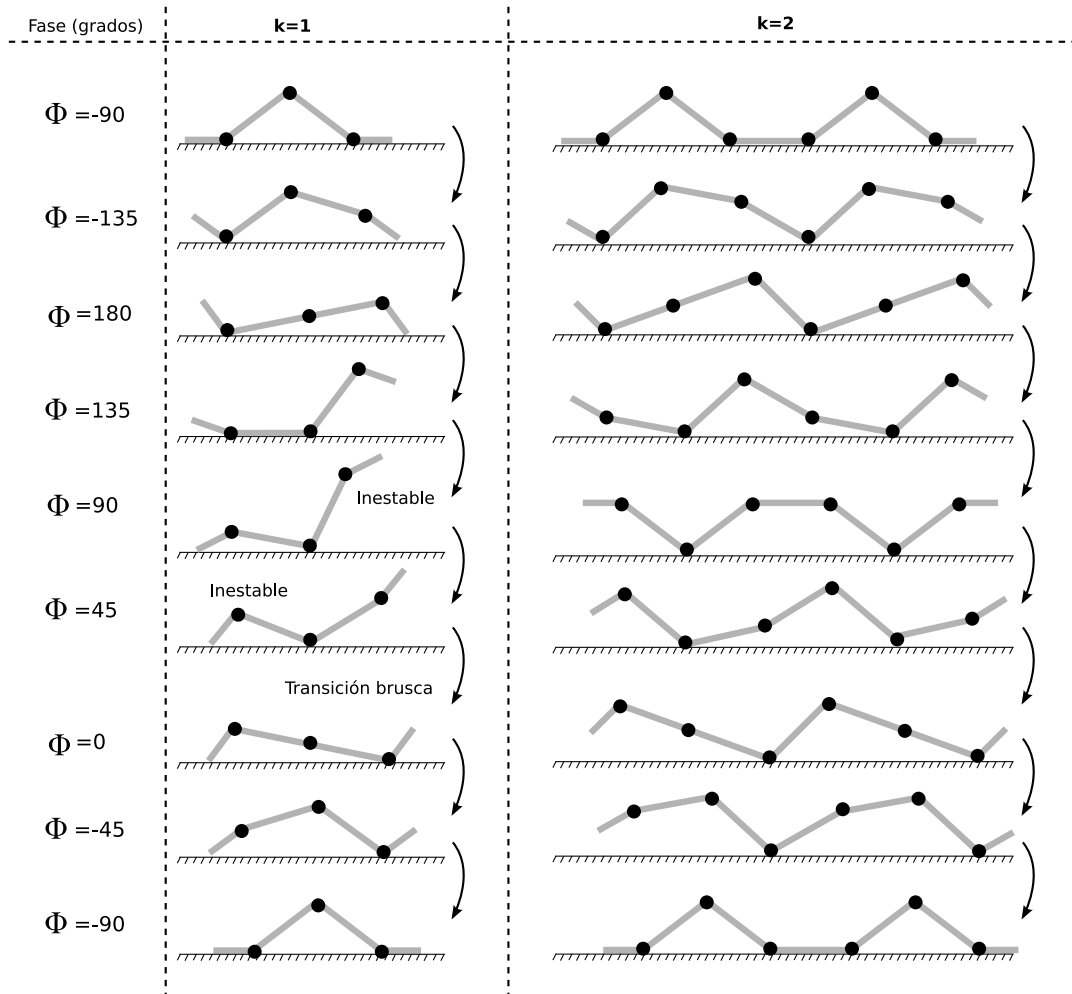 Fase (grados) k=1 k=2
Φ =-90
Φ =-135
Φ =180
Φ =135
Φ =90
Inestable
Φ =45
Inestable
Transición brusca
Φ =0
Φ =-45
Φ =-90